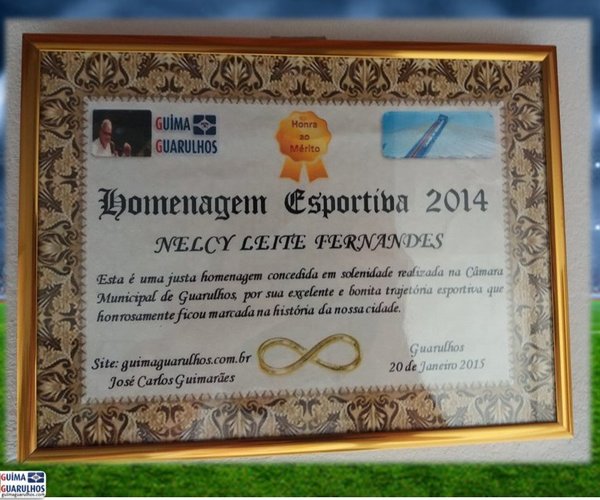 GUÍMA
GUARULHOS
Honra
ao
Mérito
Homenagem Esportiva 2014
NELCY LEITE FERNANDES
Esta é uma justa homenagem concedida em solenidade realizada na Câmara
Municipal de Guarulhos, por sua excelente e bonita trajetória esportiva que
honrosamente ficou marcada na história da nossa cidade.
Site: guimaguarulhos.com.br
José Carlos Guimarães
Guarulhos
20 de Janeiro 2015
GUÍMA
GUARULHOS
guimaguarulhos.com